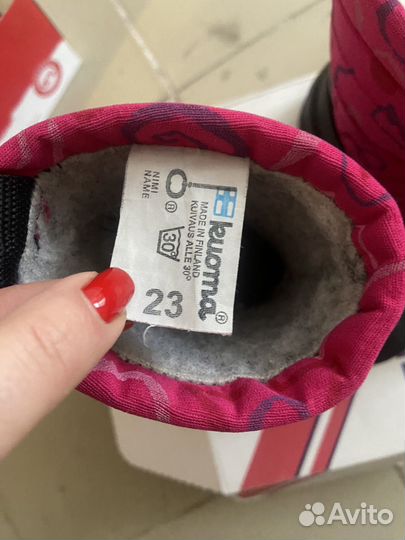 NIMI
NAME
®
kuoma®
MADE IN FINLAND
KUIVAUS ALLE 30°
30°
23
Avito